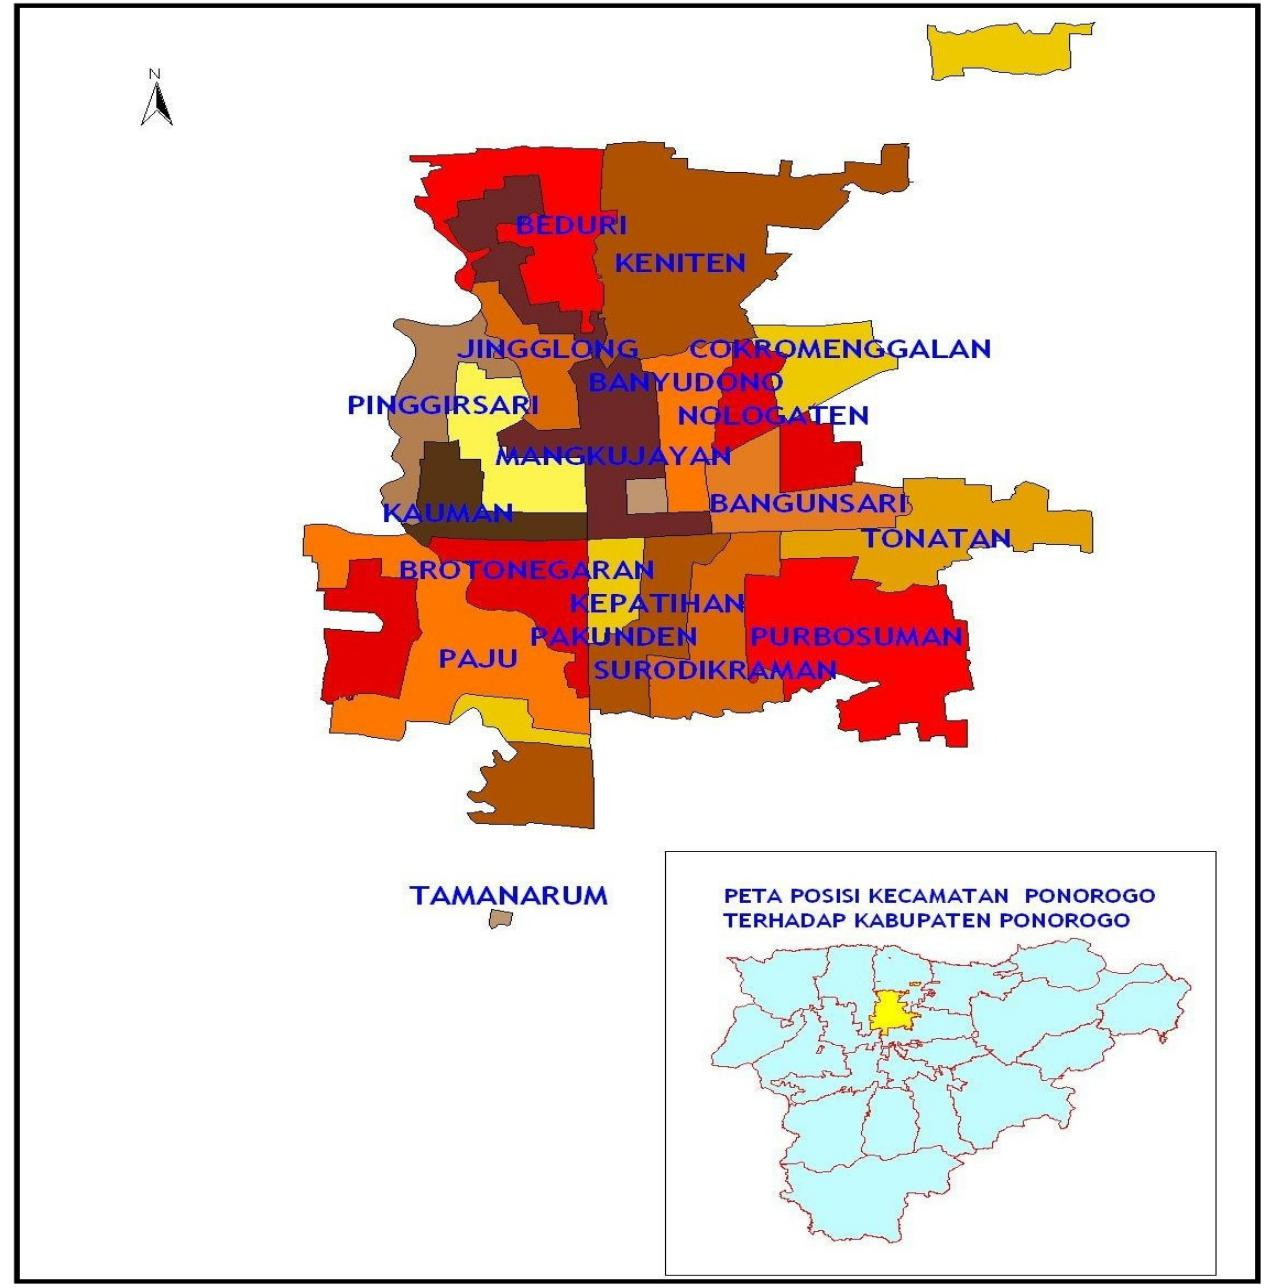 N
BEDURI
KENITEN
JINGGLONG
COKROMENGGALAN
BANYUDONO
PINGGIRSARI
NOLOGATEN
MANGKUJAYAN
BANGUNSARI
KAUMAN
TONATAN
BROTONEGARAN
KEPATIHAN
PAKUNDEN
PURBOSUMAN
PAJU
SURODIKRAMAN
TAMANARUM
PETA POSISI KECAMATAN PONOROGO
TERHADAP KABUPATEN PONOROGO